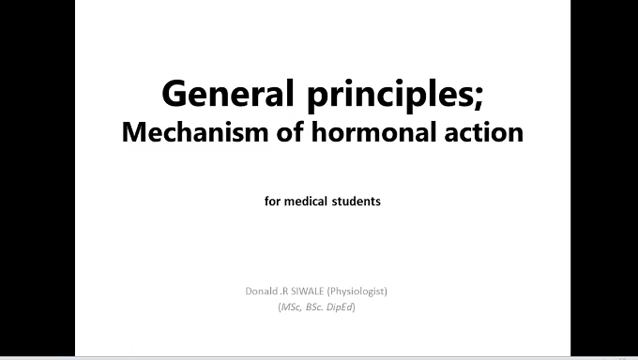 General principles;
Mechanism of hormonal action
for medical students
Donald .R SIWALE (Physiologist)
(MSc, BSc. DipEd)